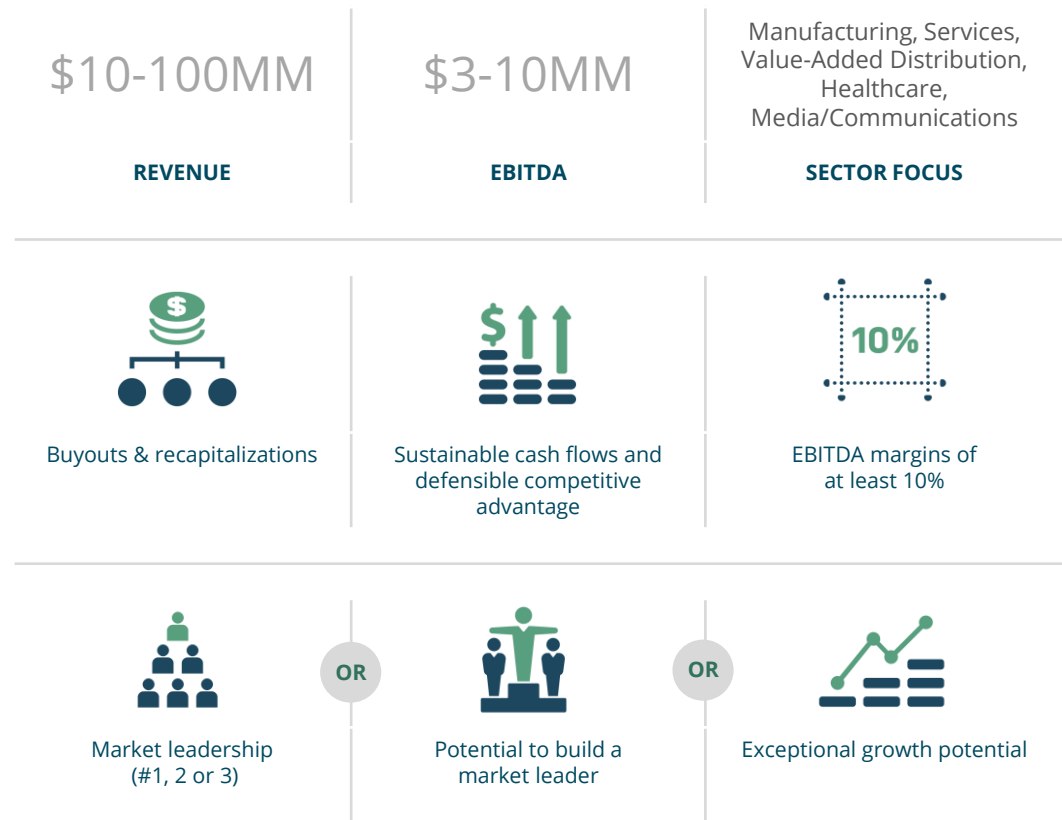 $10-100MM
$3-10MM
Manufacturing, Services,
Value-Added Distribution,
Healthcare,
Media/Communications
REVENUE
EBITDA
SECTOR FOCUS
$
$
10%
Buyouts & recapitalizations
Sustainable cash flows and
defensible competitive
advantage
EBITDA margins of
at least 10%
OR
OR
Market leadership
(#1, 2 or 3)
Potential to build a
market leader
Exceptional growth potential